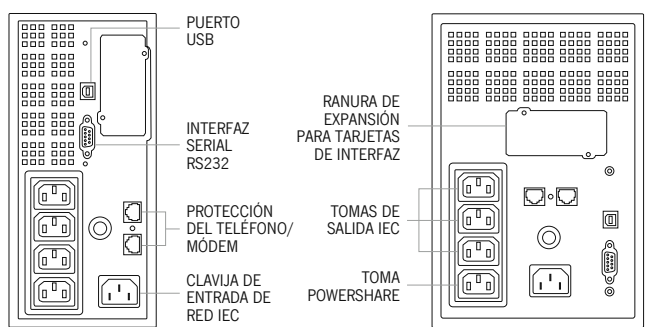 PUERTO
USB
INTERFAZ
SERIAL
RS232
PROTECCIÓN
DEL TELÉFONO/
MÓDEM
CLAVIJA DE
ENTRADA DE
RED IEC
RANURA DE
EXPANSIÓN
PARA TARJETAS
DE INTERFAZ
TOMAS DE
SALIDA IEC
TOMA
POWERSHARE